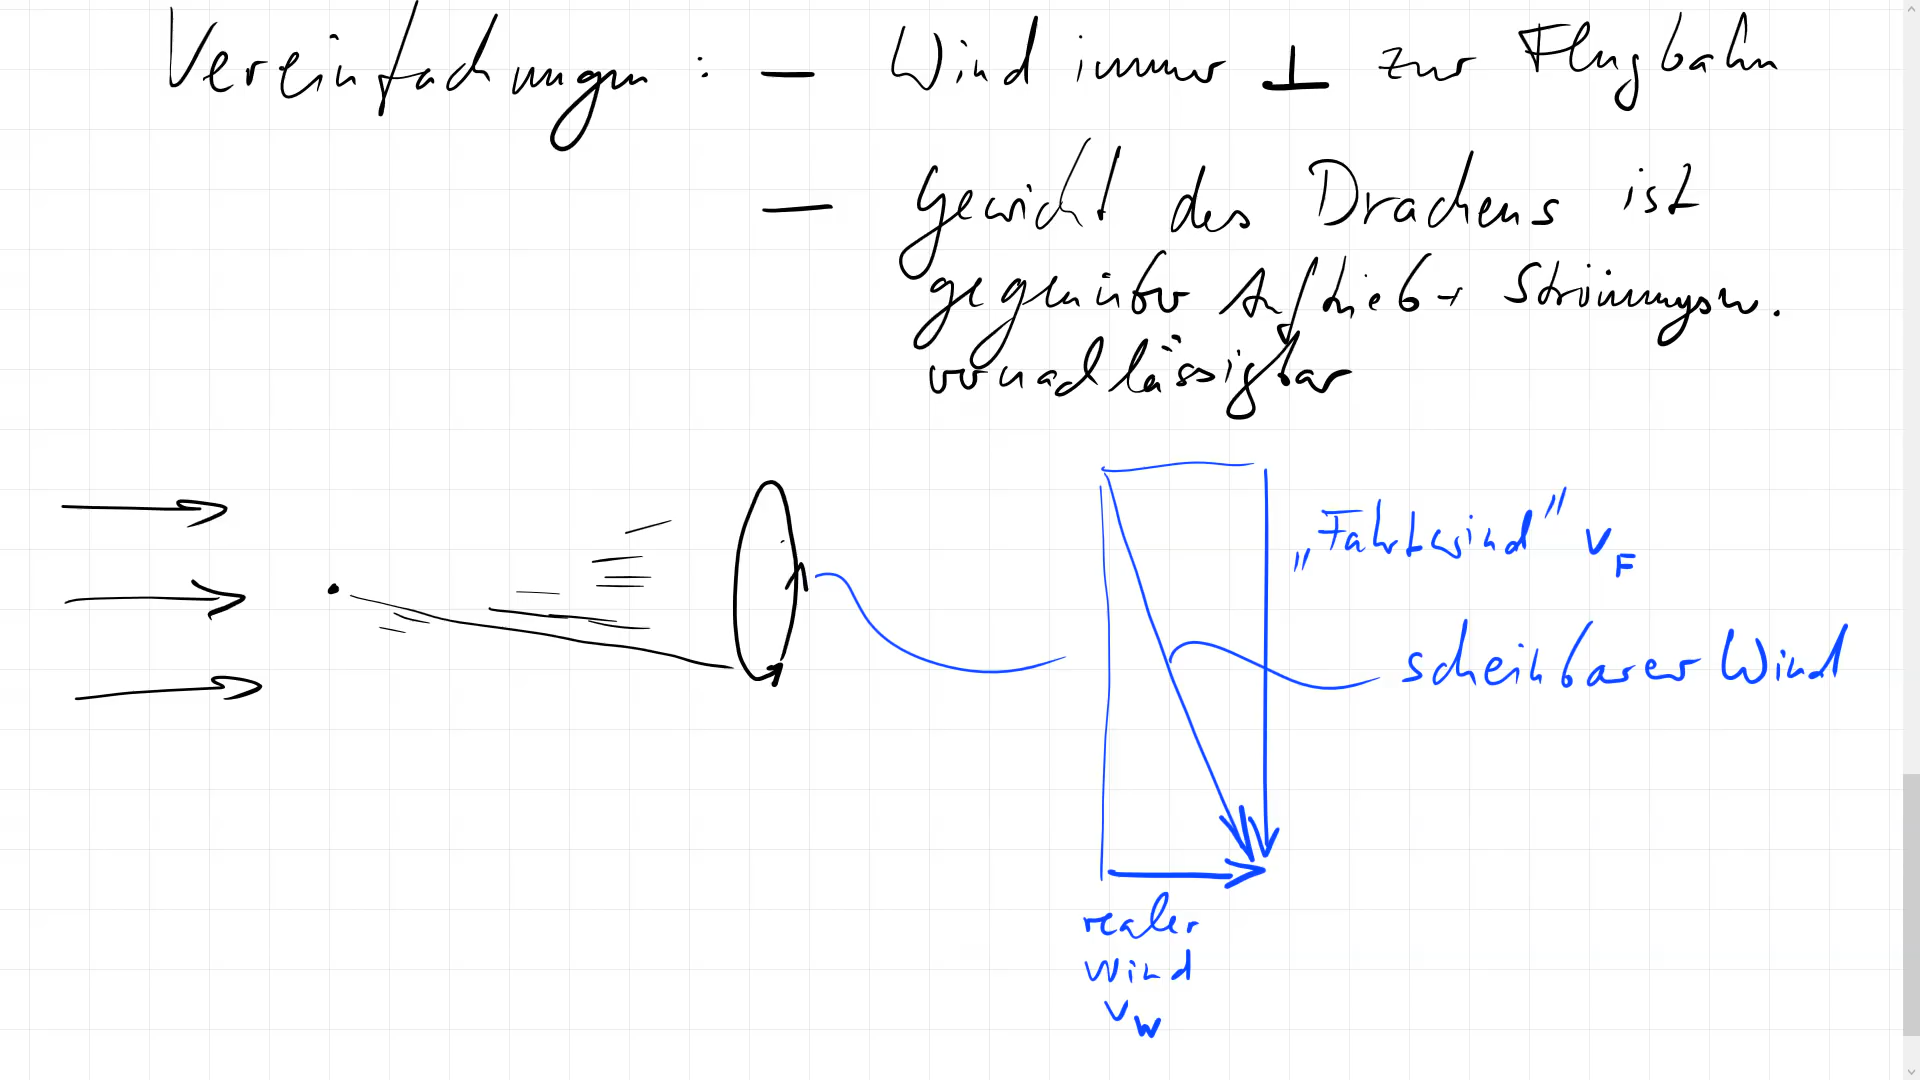 Vereinfachungen : – Wind immer ⊥ zur Flugbahn
– Gewicht des Drachens ist
gegenüber Auftrieb + Strömungsw.
vernachlässigbar
„Fahrtwind" v_F
scheinbarer Wind
realer
Wind
v_W